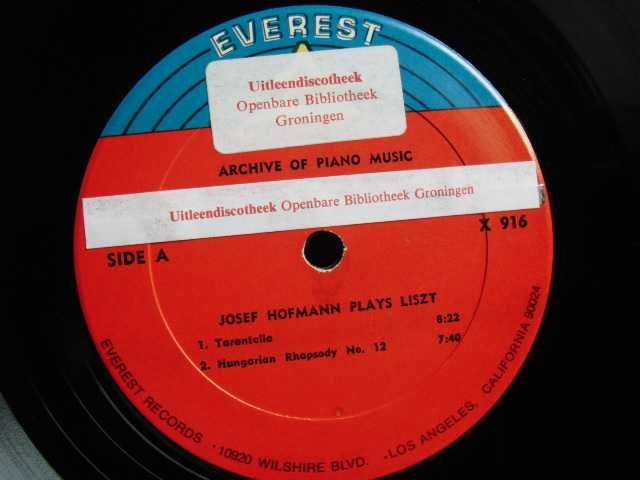 EVEREST
Uitleendiscotheek
Openbare Bibliotheek
Groningen
ARCHIVE OF PIANO MUSIC
Uitleendiscotheek Openbare Bibliotheek Groningen
SIDE A
X 916
JOSEF HOFMANN PLAYS LISZT
1. Tarantella 8:22
2. Hungarian Rhapsody No. 12 7:40
EVEREST RECORDS · 10920 WILSHIRE BLVD. - LOS ANGELES, CALIFORNIA 90024